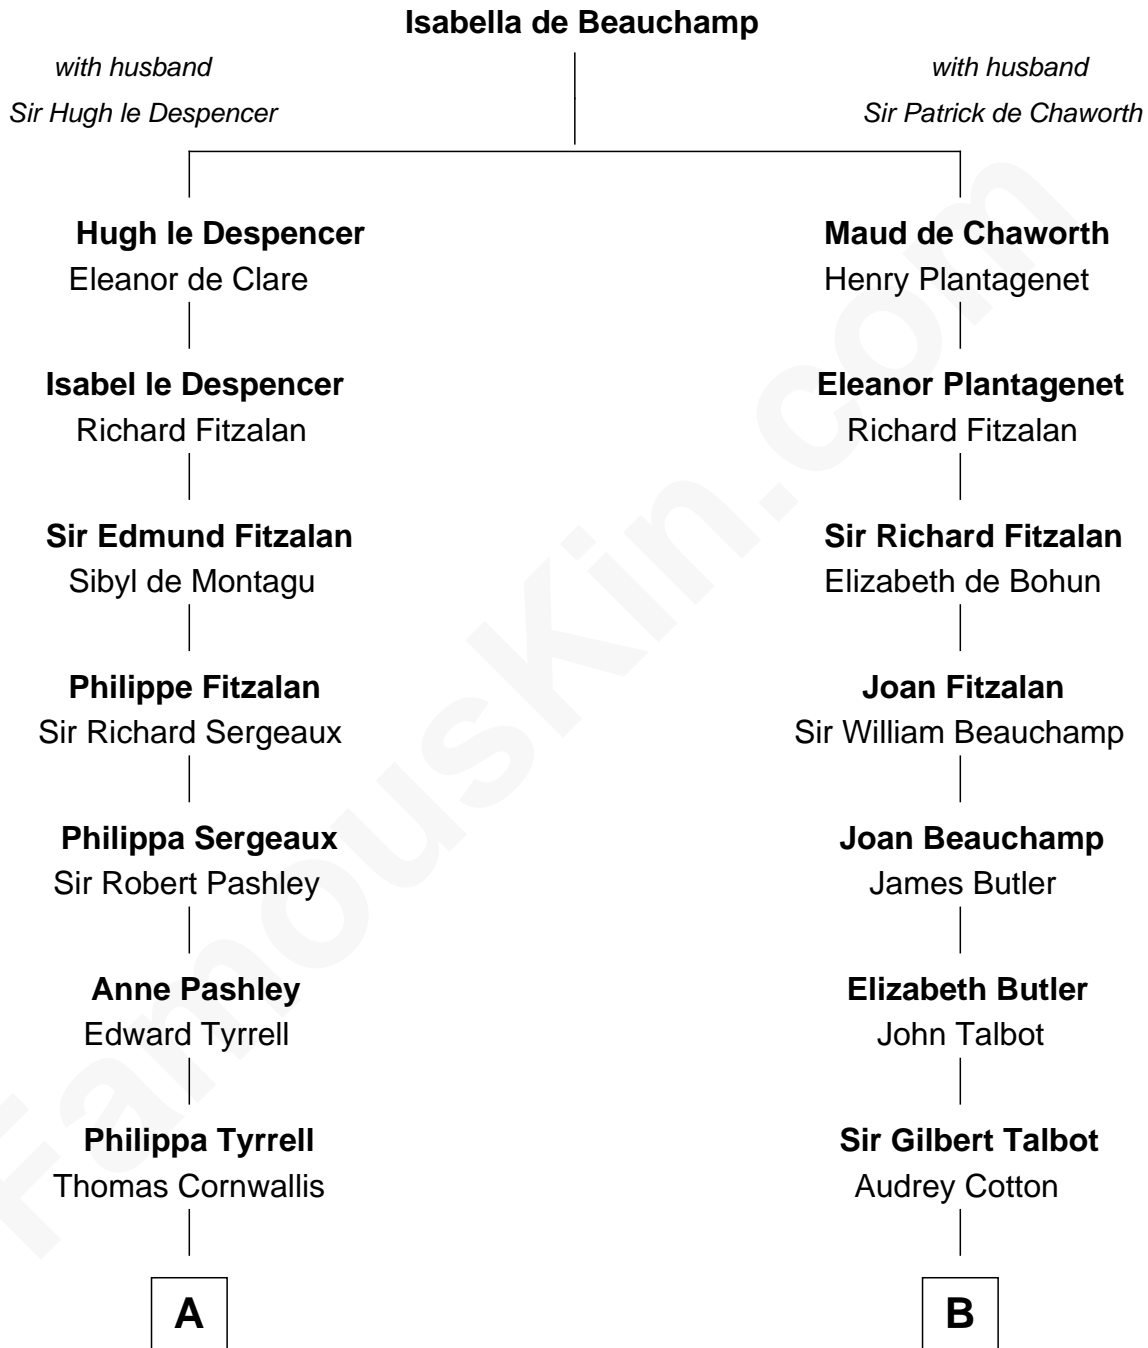 Isabella de Beauchamp
with husband
Sir Hugh le Despencer
with husband
Sir Patrick de Chaworth
Hugh le Despencer
Eleanor de Clare
Maud de Chaworth
Henry Plantagenet
Isabel le Despencer
Richard Fitzalan
Eleanor Plantagenet
Richard Fitzalan
Sir Edmund Fitzalan
Sibyl de Montagu
Sir Richard Fitzalan
Elizabeth de Bohun
Philippe Fitzalan
Sir Richard Sergeaux
Joan Fitzalan
Sir William Beauchamp
Philippa Sergeaux
Sir Robert Pashley
Joan Beauchamp
James Butler
Anne Pashley
Edward Tyrrell
Elizabeth Butler
John Talbot
Philippa Tyrrell
Thomas Cornwallis
Sir Gilbert Talbot
Audrey Cotton
A
B
FamousKin.com